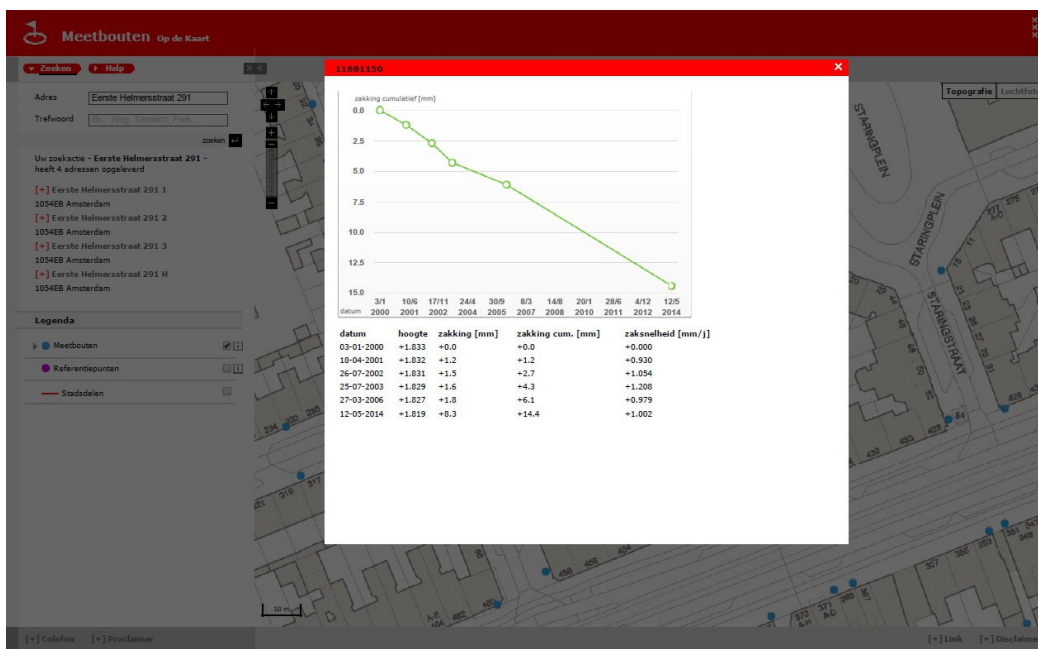 Meetbouten Op de Kaart
Zoeken Help
Adres Eerste Helmersstraat 291
Trefwoord Bv.: Weg, Tandiets, Park ...
zoeken
Uw zoekactie - Eerste Helmersstraat 291 -
heeft 4 adressen opgeleverd
[+] Eerste Helmersstraat 291 1
1054EB Amsterdam
[+] Eerste Helmersstraat 291 2
1054EB Amsterdam
[+] Eerste Helmersstraat 291 3
1054EB Amsterdam
[+] Eerste Helmersstraat 291 H
1054EB Amsterdam
Legenda
Meetbouten
Referentiepunten
Stadsdelen
11881150
zakking cumulatief [mm]
0.0
2.5
5.0
7.5
10.0
12.5
15.0
3/1 10/6 17/11 24/4 30/9 8/3 14/8 20/1 28/6 4/12 12/5
datum 2000 2001 2002 2004 2005 2007 2008 2010 2011 2012 2014
datum hoogte zakking [mm] zakking cum. [mm] zaksnelheid [mm/j]
03-01-2000 +1.833 +0.0 +0.0 +0.000
18-04-2001 +1.832 +1.2 +1.2 +0.930
26-07-2002 +1.831 +1.5 +2.7 +1.054
25-07-2003 +1.829 +1.6 +4.3 +1.208
27-03-2006 +1.827 +1.8 +6.1 +0.979
12-05-2014 +1.819 +8.3 +14.4 +1.002
Topografie Luchtfoto
STARINGPLEIN
STARINGPLEIN
STARINGSTRAAT
10 m
[+] Colofon [+] Proclaimer
[+] Link [+] Disclaimer